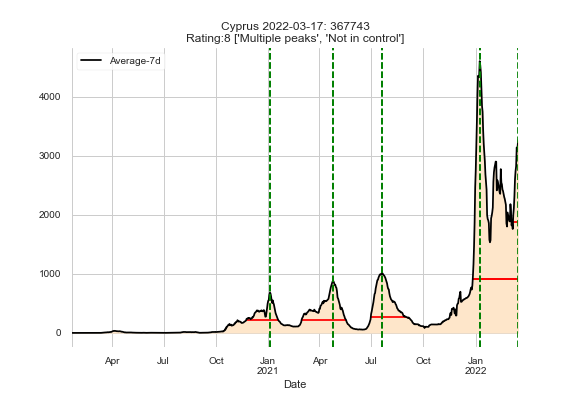 Cyprus 2022-03-17: 367743
Rating:8 ['Multiple peaks', 'Not in control']
Average-7d
4000
3000
2000
1000
0
Apr Jul Oct Jan Apr Jul Oct Jan
2021 2022
Date